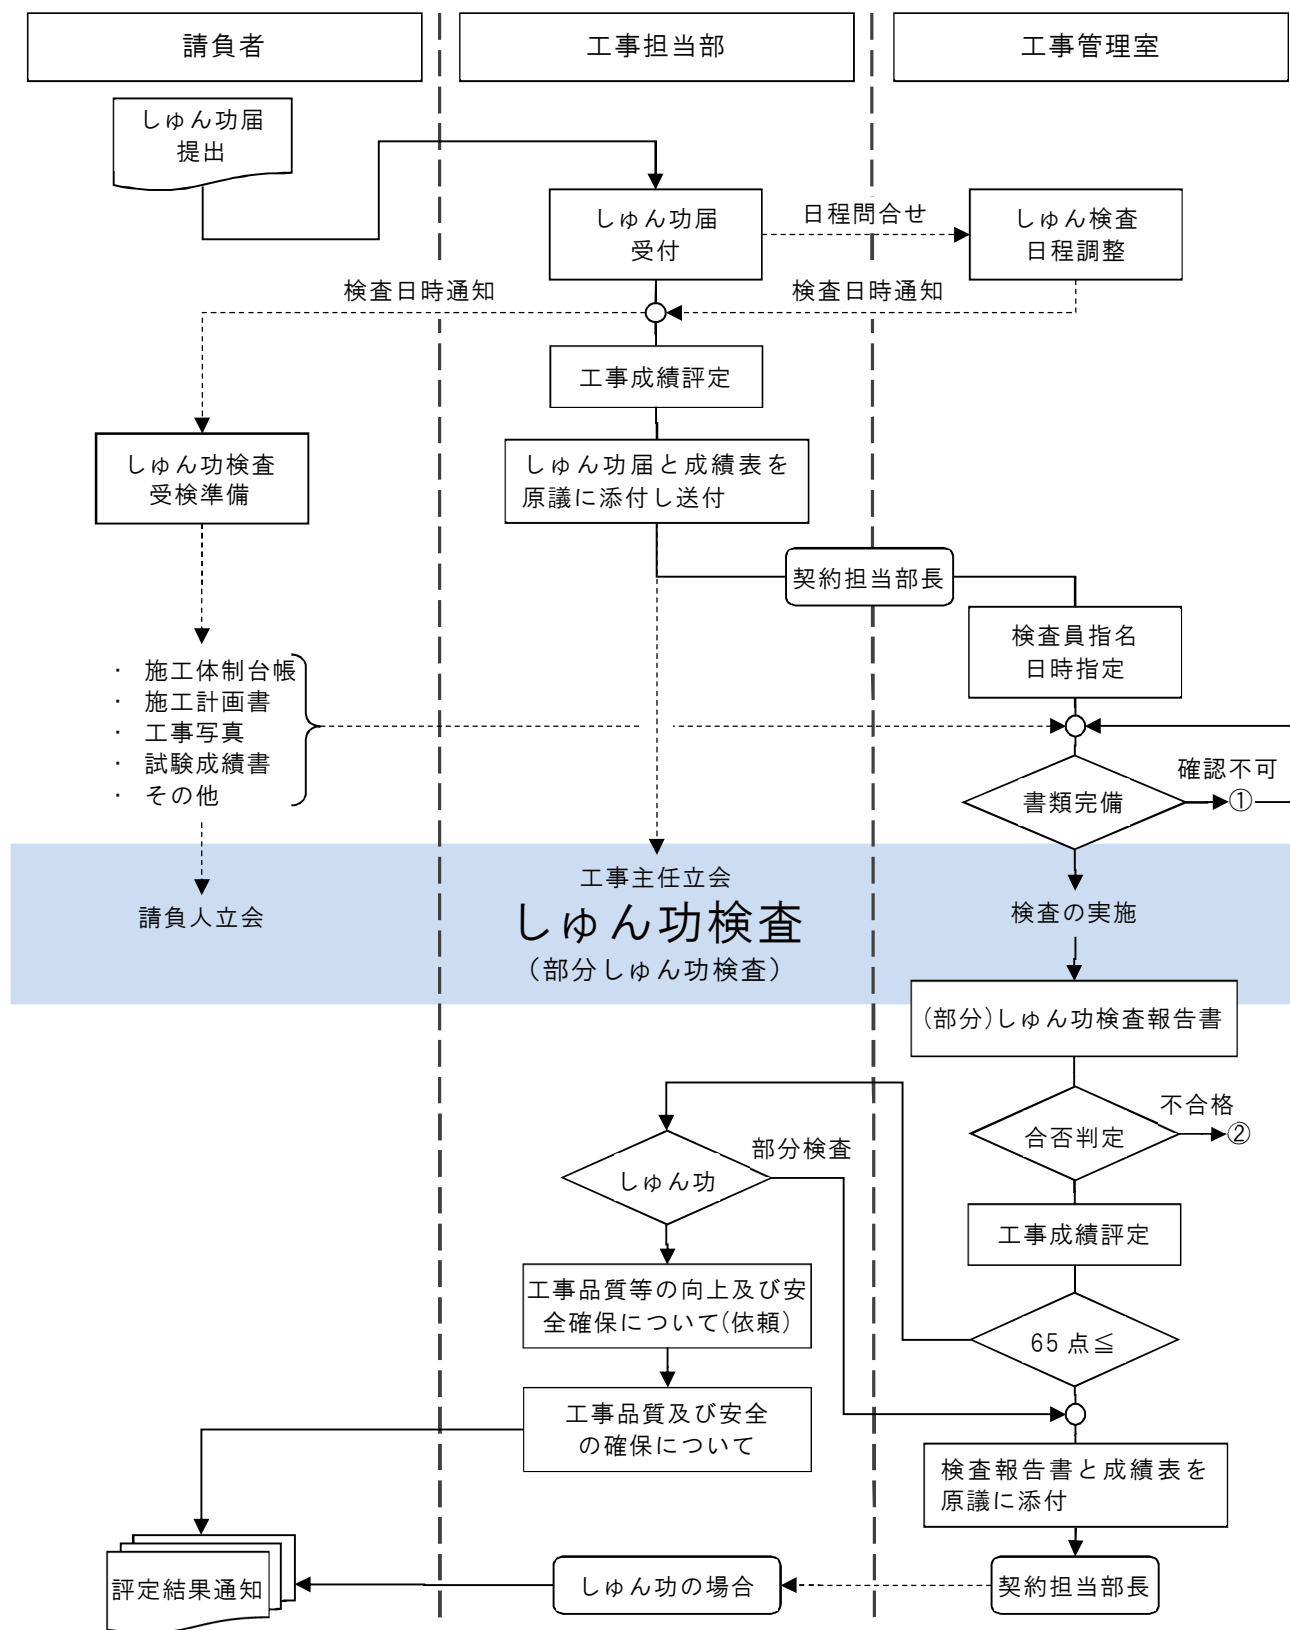 請負者
工事担当部
工事管理室
しゅん功届
提出
しゅん功届
受付
日程問合せ
しゅん検査
日程調整
検査日時通知
検査日時通知
工事成績評定
しゅん功検査
受検準備
しゅん功届と成績表を
原議に添付し送付
契約担当部長
検査員指名
日時指定
· 施工体制台帳
· 施工計画書
· 工事写真
· 試験成績書
· その他
書類完備
確認不可
①
請負人立会
工事主任立会
しゅん功検査
（部分しゅん功検査）
検査の実施
(部分)しゅん功検査報告書
合否判定
不合格
②
しゅん功
部分検査
工事成績評定
工事品質等の向上及び安
全確保について(依頼)
65点≦
工事品質及び安全
の確保について
検査報告書と成績表を
原議に添付
評定結果通知
しゅん功の場合
契約担当部長